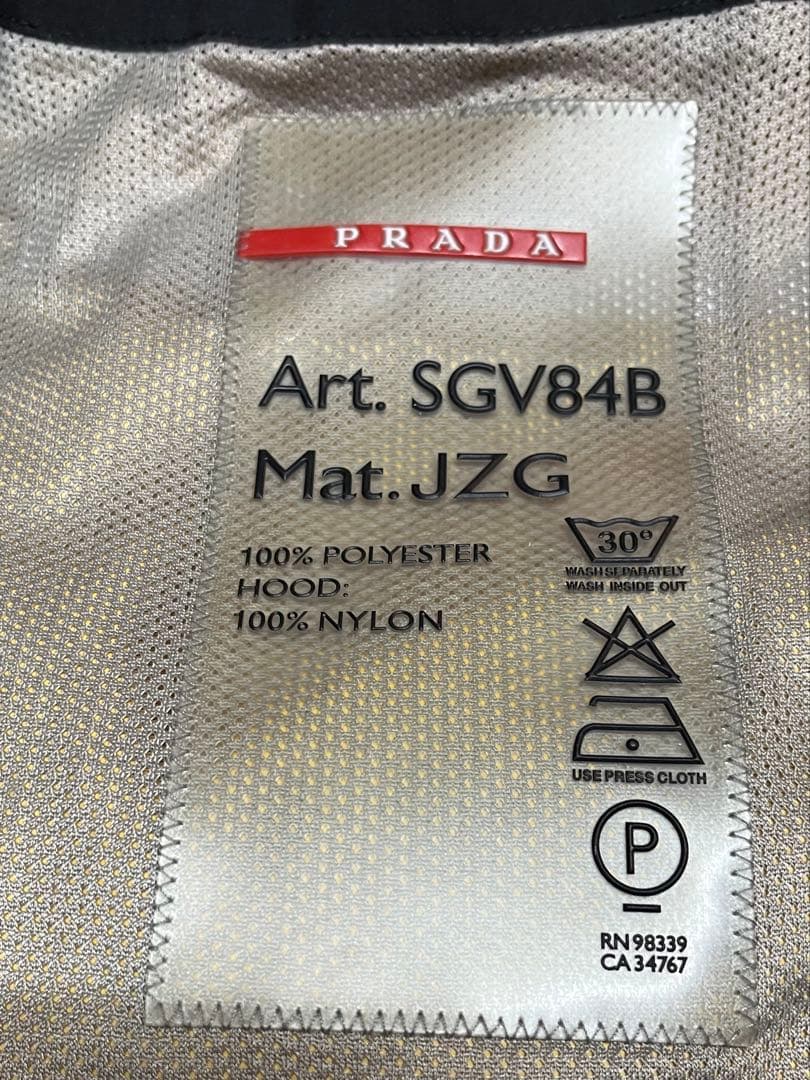 PRADA
Art. SGV84B
Mat. JZG
100% POLYESTER
HOOD:
100% NYLON
30°
WASH SEPARATELY
WASH INSIDE OUT
USE PRESS CLOTH
P
RN 98339
CA 34767